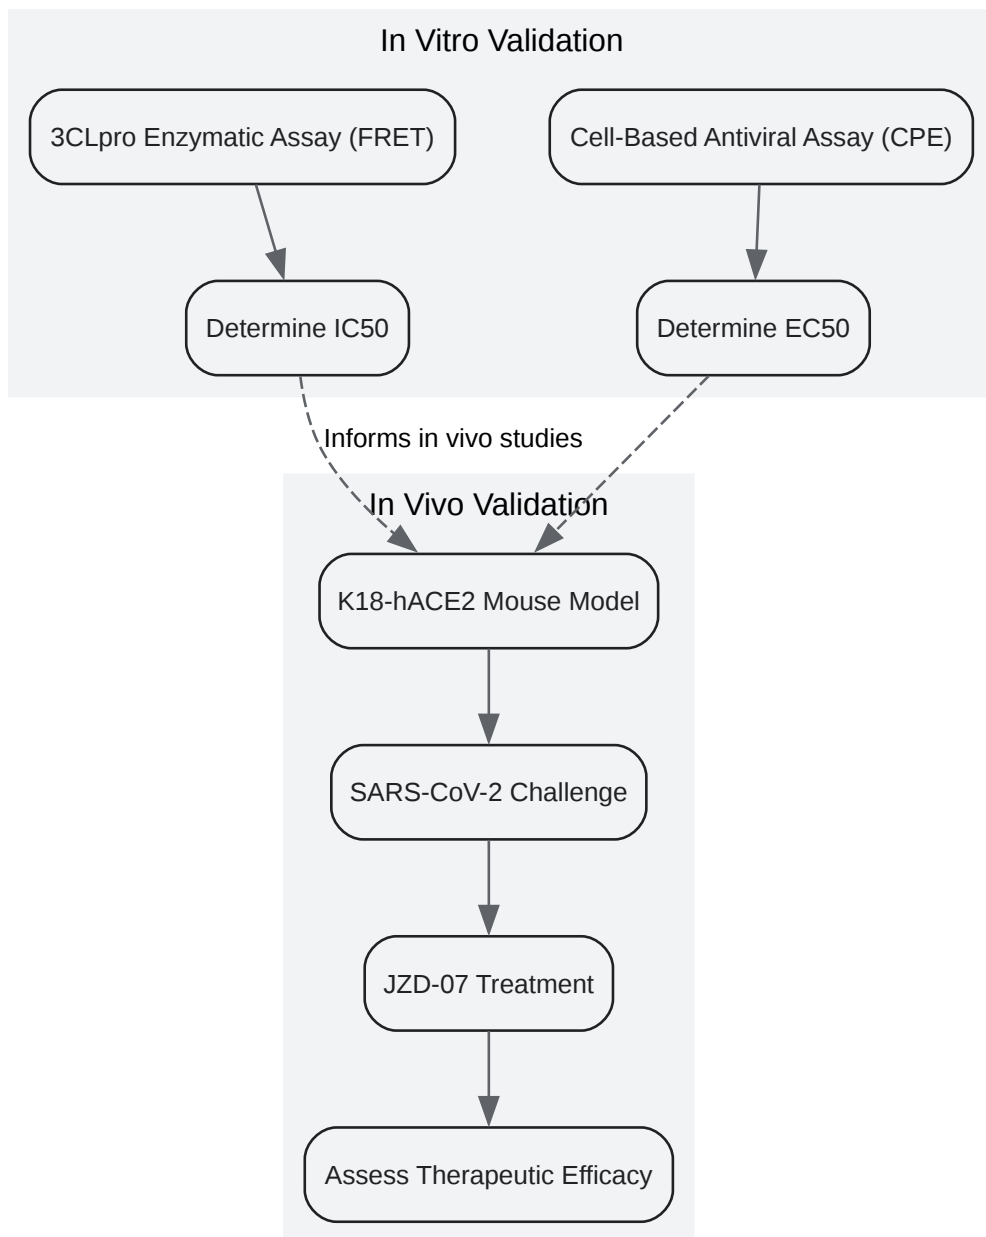 In Vitro Validation
3CLpro Enzymatic Assay (FRET)
Cell-Based Antiviral Assay (CPE)
Determine IC50
Determine EC50
Informs in vivo studies
In Vivo Validation
K18-hACE2 Mouse Model
SARS-CoV-2 Challenge
JZD-07 Treatment
Assess Therapeutic Efficacy